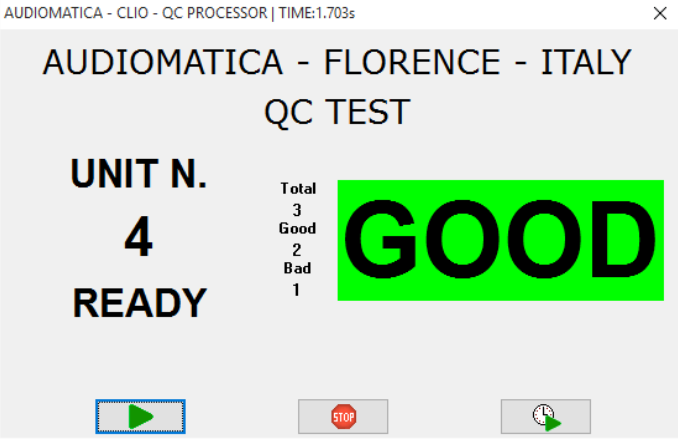 AUDIOMATICA - CLIO - QC PROCESSOR | TIME:1.703s
AUDIOMATICA - FLORENCE - ITALY
QC TEST
UNIT N.
4
READY
Total
3
Good
2
Bad
1
GOOD
STOP